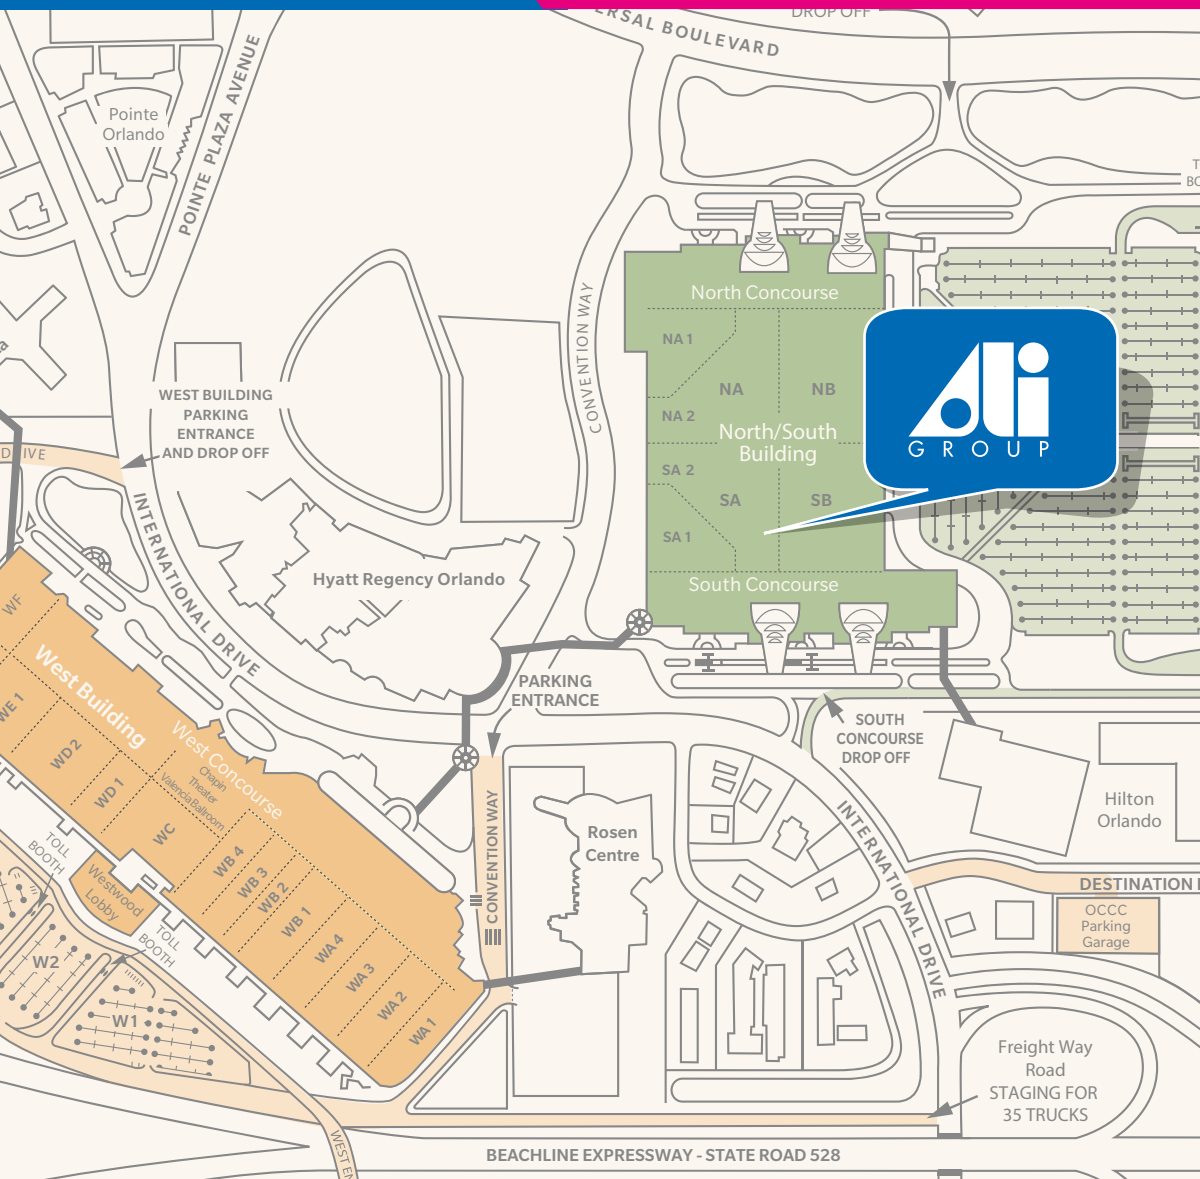 DROP OFF
ERSAL BOULEVARD
Pointe
Orlando
POINTE PLAZA AVENUE
CONVENTION WAY
North Concourse
NA 1
NA
NB
NA 2
North/South
Building
SA 2
SA
SB
SA 1
South Concourse
ALI
GROUP
WEST BUILDING
PARKING
ENTRANCE
AND DROP OFF
DRIVE
INTERNATIONAL DRIVE
Hyatt Regency Orlando
PARKING
ENTRANCE
SOUTH
CONCOURSE
DROP OFF
Hilton
Orlando
WF
West Building
WE 1
WD 2
WD 1
West Concourse
Chapin
Theater
Valencia Ballroom
WC
WB 4
WB 3
WB 2
WB 1
WA 4
WA 3
WA 2
WA 1
TOLL
BOOTH
Westwood
Lobby
TOLL
BOOTH
W2
W1
CONVENTION WAY
Rosen
Centre
INTERNATIONAL DRIVE
DESTINATION
OCCC
Parking
Garage
Freight Way
Road
STAGING FOR
35 TRUCKS
WEST EN
BEACHLINE EXPRESSWAY - STATE ROAD 528